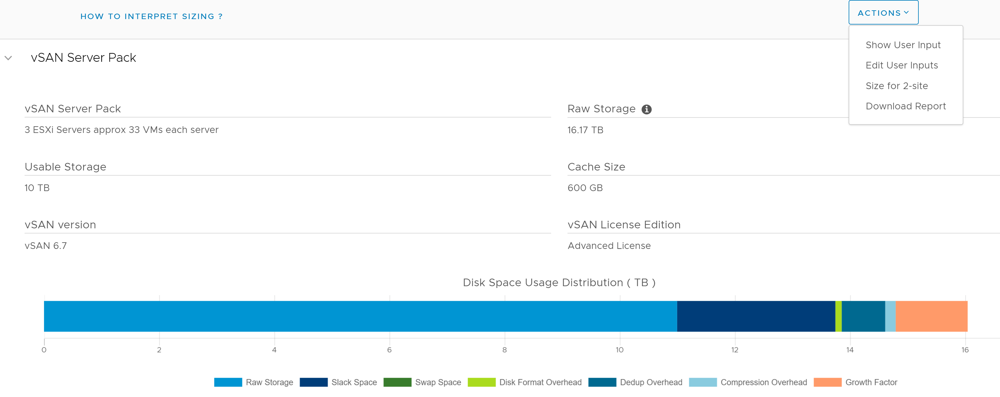 HOW TO INTERPRET SIZING ?
ACTIONS
Show User Input
Edit User Inputs
Size for 2-site
Download Report
vSAN Server Pack
vSAN Server Pack
3 ESXi Servers approx 33 VMs each server
Raw Storage
16.17 TB
Usable Storage
10 TB
Cache Size
600 GB
vSAN version
vSAN 6.7
vSAN License Edition
Advanced License
Disk Space Usage Distribution ( TB )
0 2 4 6 8 10 12 14 16
Raw Storage Slack Space Swap Space Disk Format Overhead Dedup Overhead Compression Overhead Growth Factor